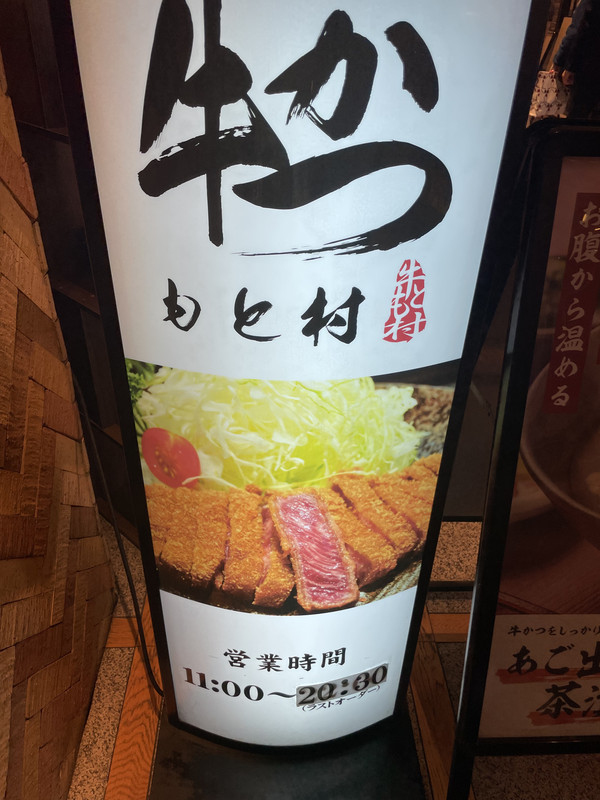 牛かつ
もと村
牛かつもと村
営業時間
11:00～20:30
(ラストオーダー)
お腹から温める
牛かつをしっかり
あご出
茶